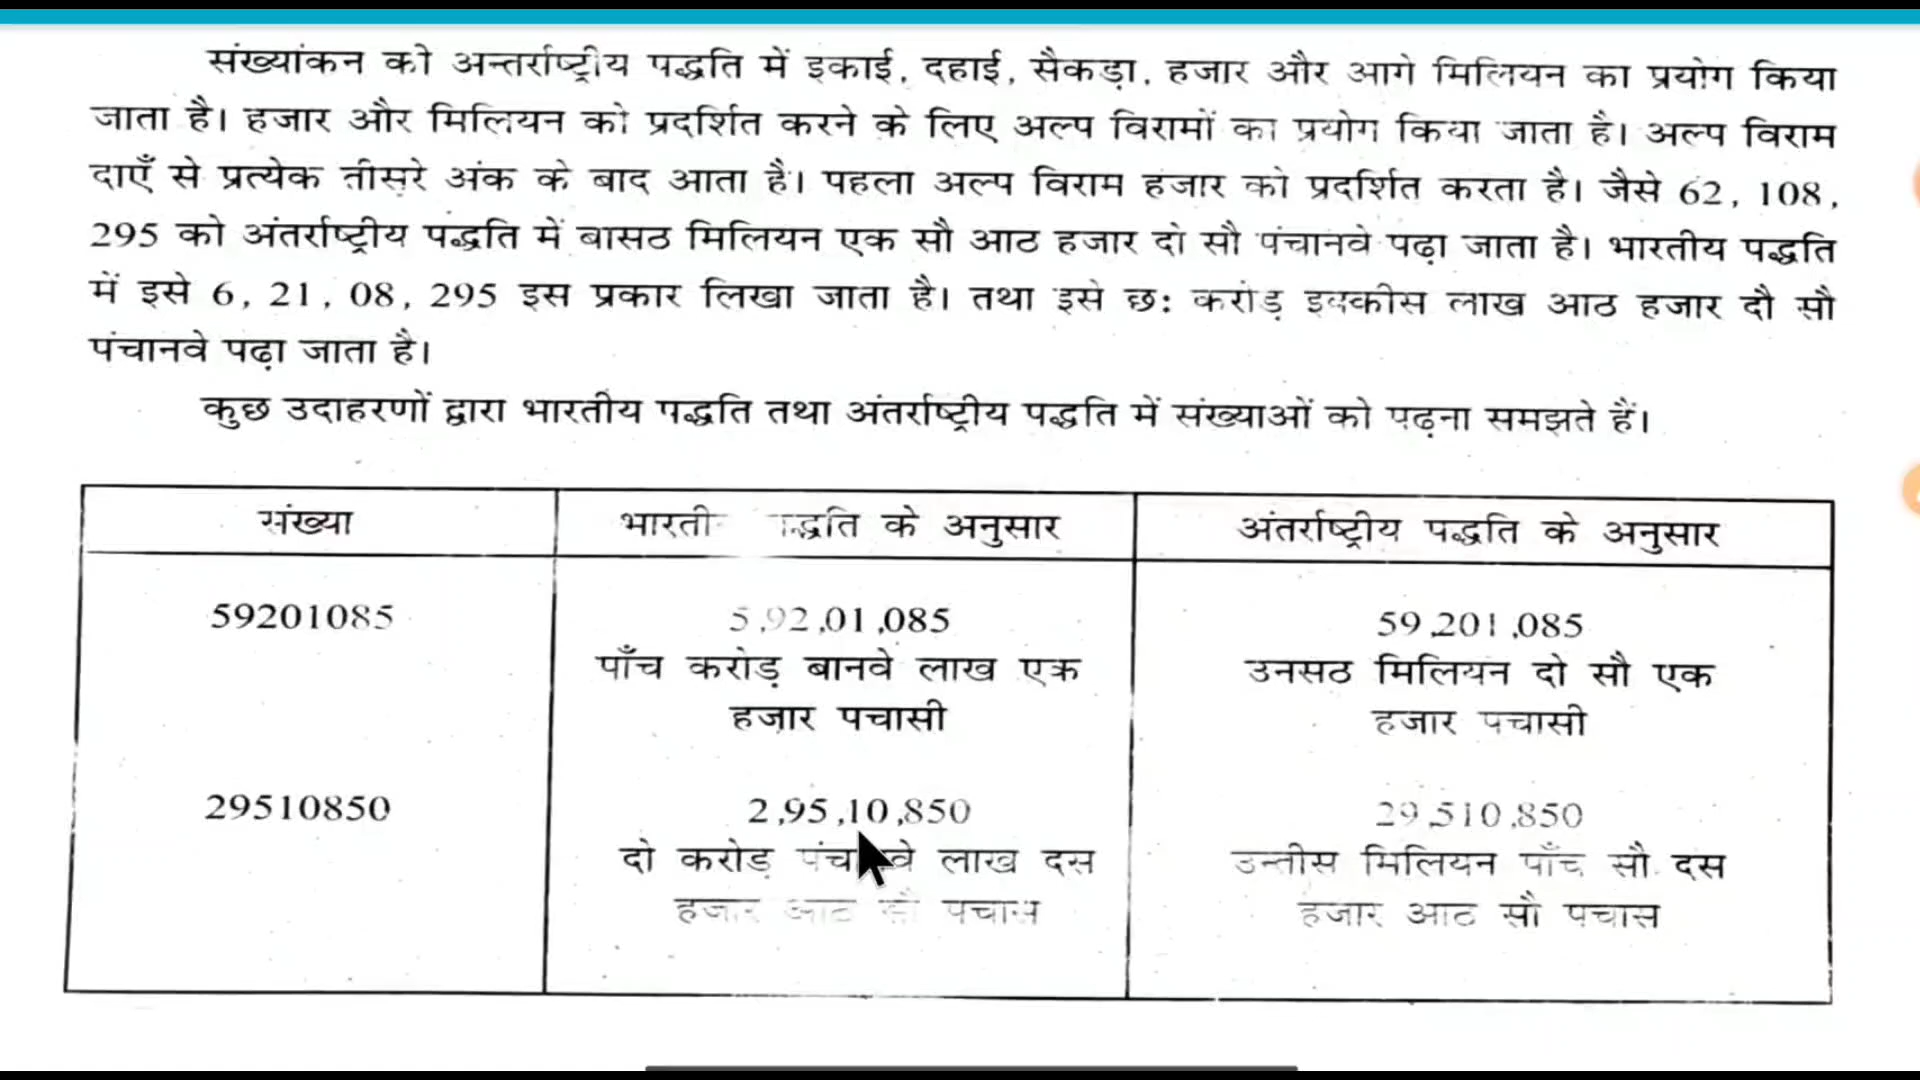 संख्यांकन को अन्तर्राष्ट्रीय पद्धति में इकाई, दहाई, सैकड़ा, हजार और आगे मिलियन का प्रयोग किया
जाता है। हजार और मिलियन को प्रदर्शित करने के लिए अल्प विरामों का प्रयोग किया जाता है। अल्प विराम
दाएँ से प्रत्येक तीसरे अंक के बाद आता है। पहला अल्प विराम हजार को प्रदर्शित करता है। जैसे 62, 108,
295 को अंतर्राष्ट्रीय पद्धति में बासठ मिलियन एक सौ आठ हजार दो सौ पंचानवे पढ़ा जाता है। भारतीय पद्धति
में इसे 6, 21, 08, 295 इस प्रकार लिखा जाता है। तथा इसे छः करोड़ इक्कीस लाख आठ हजार दौ सौ
पंचानवे पढ़ा जाता है।
कुछ उदाहरणों द्वारा भारतीय पद्धति तथा अंतर्राष्ट्रीय पद्धति में संख्याओं को पढ़ना समझते हैं।
संख्या
के अनुसार
अंतर्राष्ट्रीय पद्धति के अनुसार
59201085
5,92,01,085
59,201,085
पाँच करोड़ बानवे लाख एक
उनसठ मिलियन दो सौ एक
हजार पचासी
हजार पचासी
29510850
2,95,10,850
29,510,850
दो करोड़ लाख दस
उन्तीस मिलियन पाँच सौ दस
हजार आठ सौ पचास
हजार आठ सौ पचास